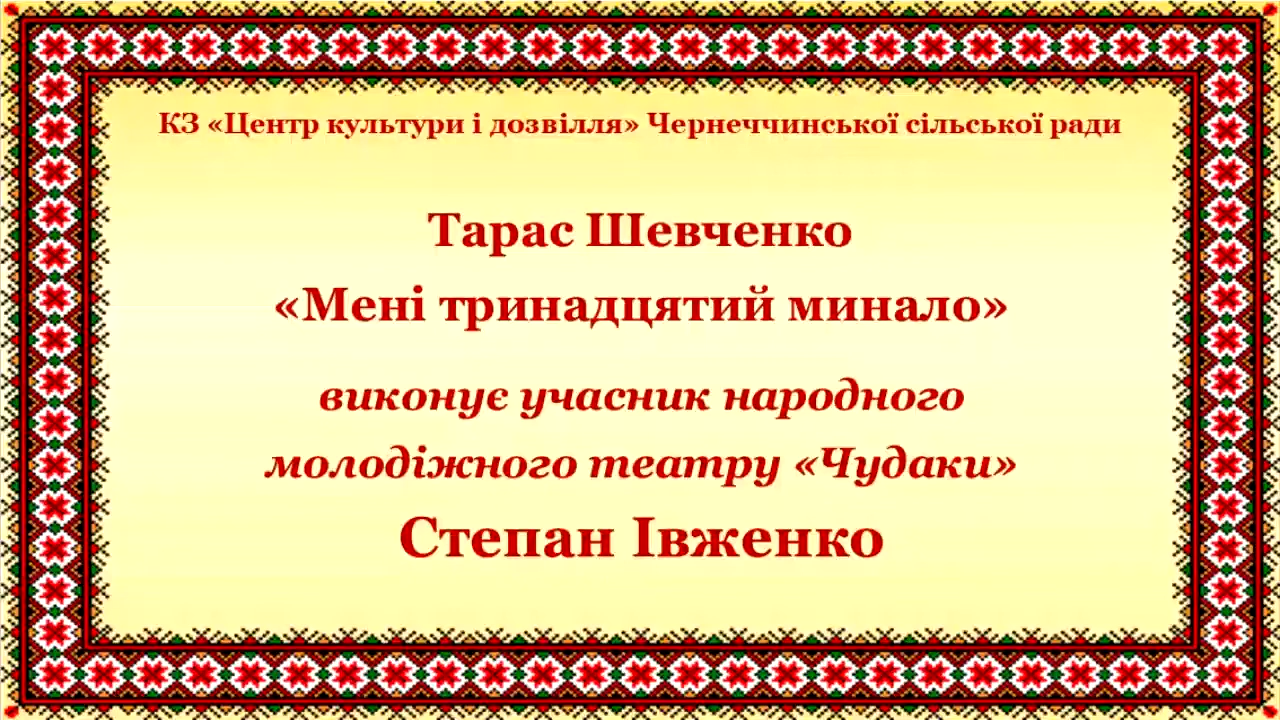 КЗ «Центр культури і дозвілля» Чернеччинської сільської ради
Тарас Шевченко
«Мені тринадцятий минало»
виконує учасник народного
молодіжного театру «Чудаки»
Степан Івженко